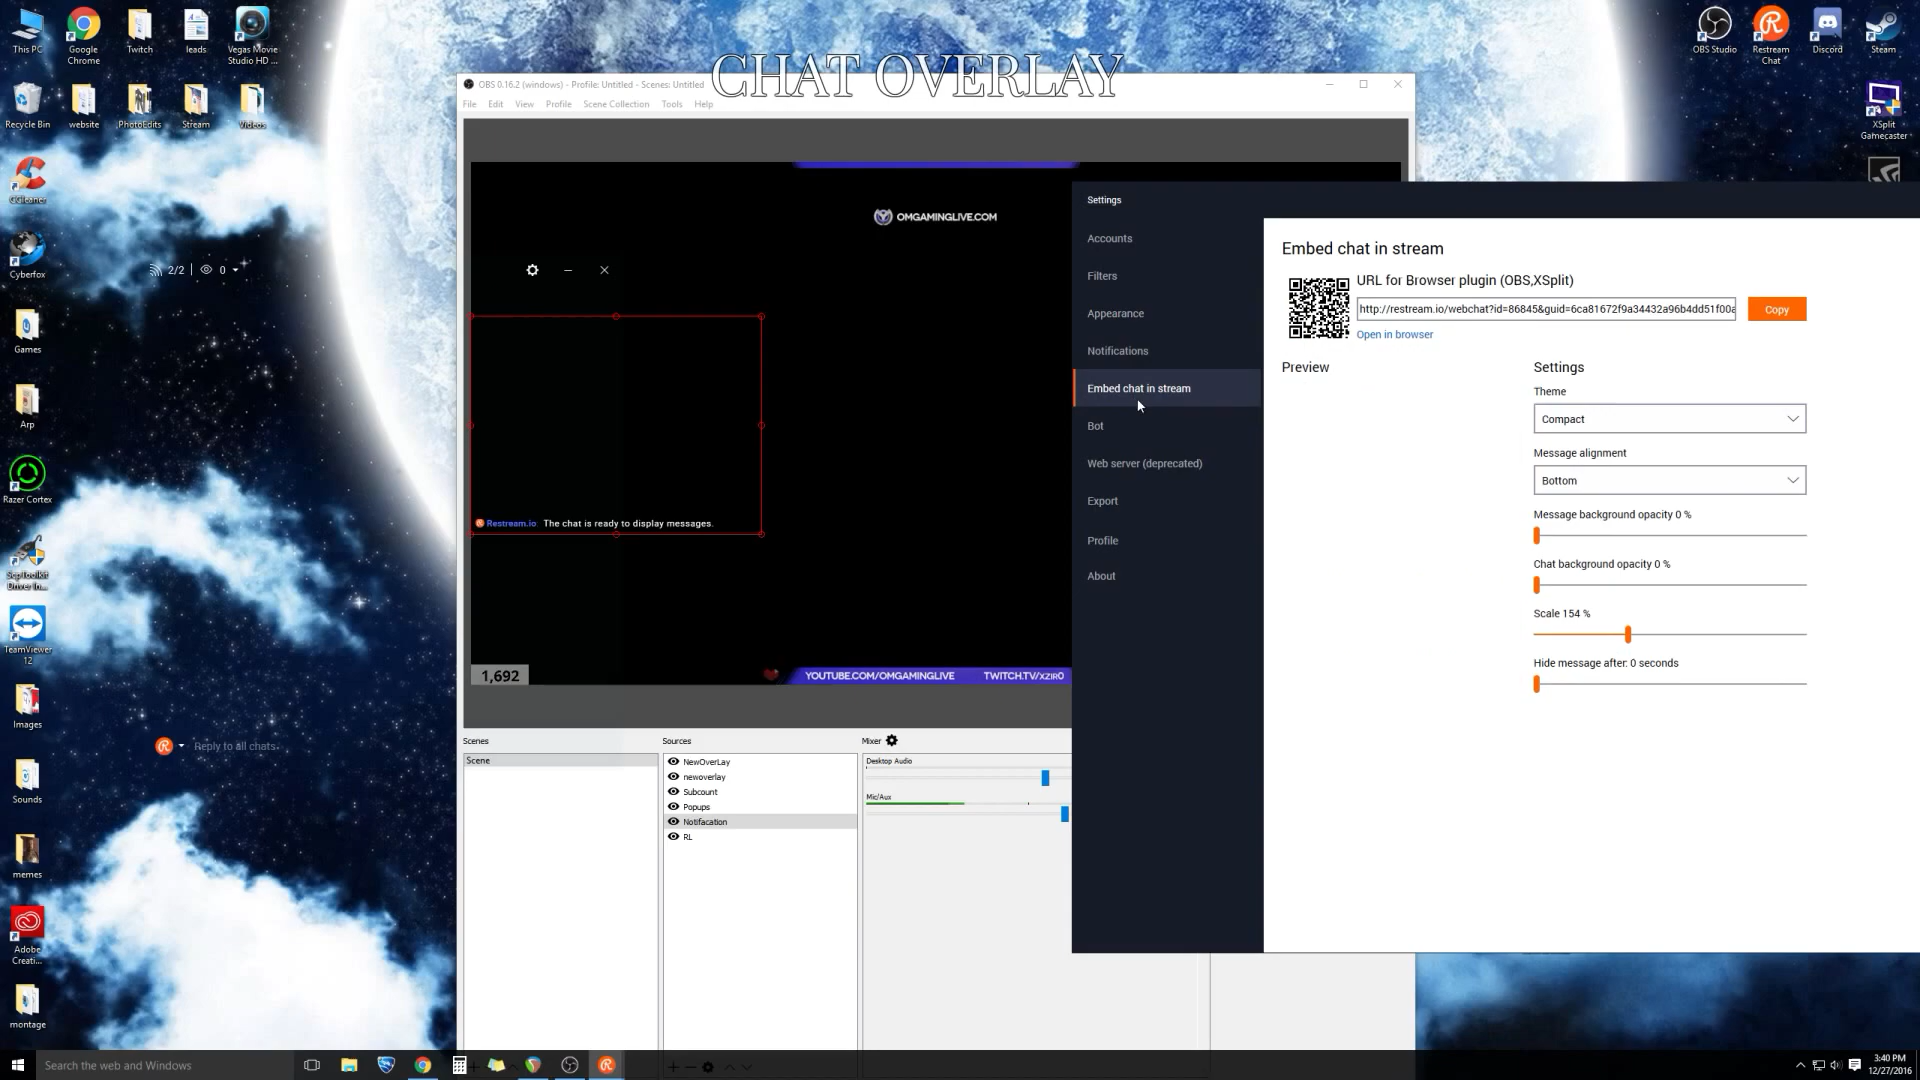 CHAT OVERLAY
This PC
Google Chrome
Twitch
leads
Vegas Movie Studio HD ...
Recycle Bin
website
PhotoEdits
Stream
Videos
CCleaner
Cyberfox
Games
Arp
Razer Cortex
ScpToolkit Driver In...
TeamViewer 12
Images
Sounds
memes
Adobe Creati...
montage
OBS Studio
Restream Chat
Discord
Steam
XSplit Gamecaster
2/2
0
Reply to all chats
OBS 0.16.2 (windows) - Profile: Untitled - Scenes: Untitled
File Edit View Profile Scene Collection Tools Help
OMGAMINGLIVE.COM
Restream.io: The chat is ready to display messages.
1,692
YOUTUBE.COM/OMGAMINGLIVE
TWITCH.TV/XZIR0
Scenes
Scene
Sources
NewOverLay
newoverlay
Subcount
Popups
Notifacation
RL
Mixer
Desktop Audio
Mic/Aux
Settings
Accounts
Filters
Appearance
Notifications
Embed chat in stream
Bot
Web server (deprecated)
Export
Profile
About
Embed chat in stream
URL for Browser plugin (OBS,XSplit)
http://restream.io/webchat?id=86845&guid=6ca81672f9a34432a96b4dd51f00a
Copy
Open in browser
Preview
Settings
Theme
Compact
Message alignment
Bottom
Message background opacity 0 %
Chat background opacity 0 %
Scale 154 %
Hide message after: 0 seconds
Search the web and Windows
3:40 PM
12/27/2016